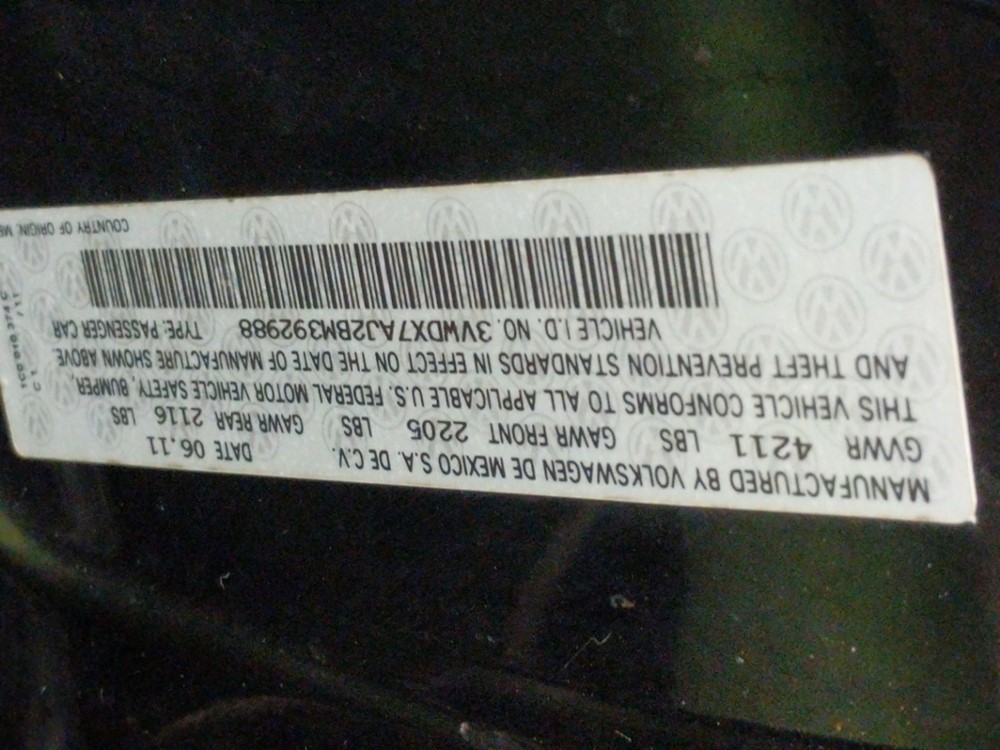 MANUFACTURED BY VOLKSWAGEN DE MEXICO S.A. DE C.V. DATE 06.11
GVWR 4211 LBS GAWR FRONT 2205 LBS GAWR REAR 2116 LBS
THIS VEHICLE CONFORMS TO ALL APPLICABLE U.S. FEDERAL MOTOR VEHICLE SAFETY, BUMPER,
AND THEFT PREVENTION STANDARDS IN EFFECT ON THE DATE OF MANUFACTURE SHOWN ABOVE
VEHICLE I.D. NO. 3VWDX7AJ2BM392988 TYPE: PASSENGER CAR
COUNTRY OF ORIGIN